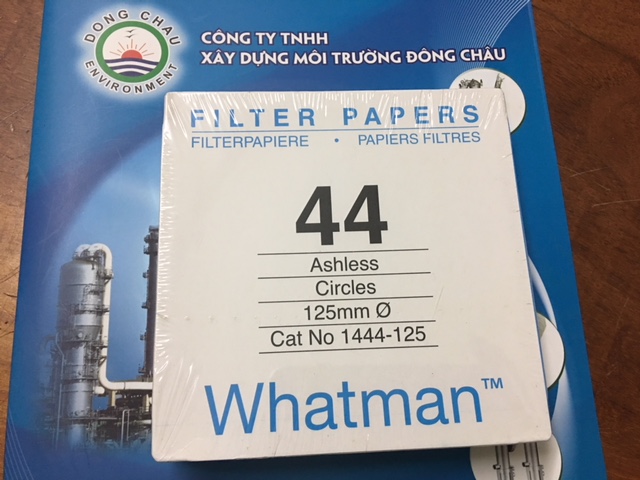 DONG CHAU
ENVIRONMENT
CÔNG TY TNHH
XÂY DỰNG MÔI TRƯỜNG ĐÔNG CHÂU
FILTER PAPERS
FILTERPAPIERE • PAPIERS FILTRES
44
Ashless
Circles
125mm Ø
Cat No 1444-125
Whatman™